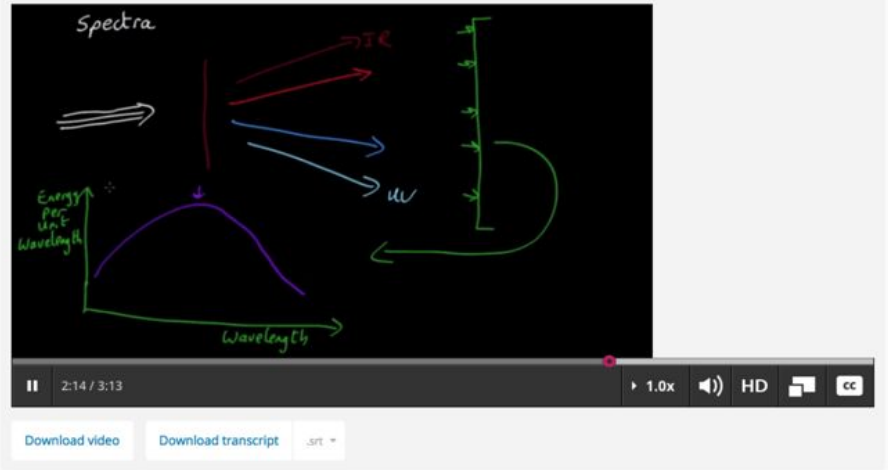 Spectra
IR
UV
Energy
per
unit
Wavelength
Wavelength
2:14 / 3:13
1.0x
HD
cc
Download video
Download transcript
.srt